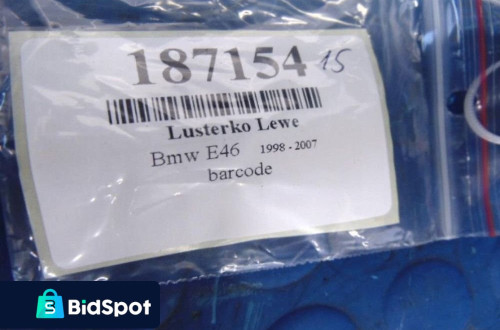 187154 15
Lusterko Lewe
Bmw E46 1998 - 2007
barcode
BidSpot